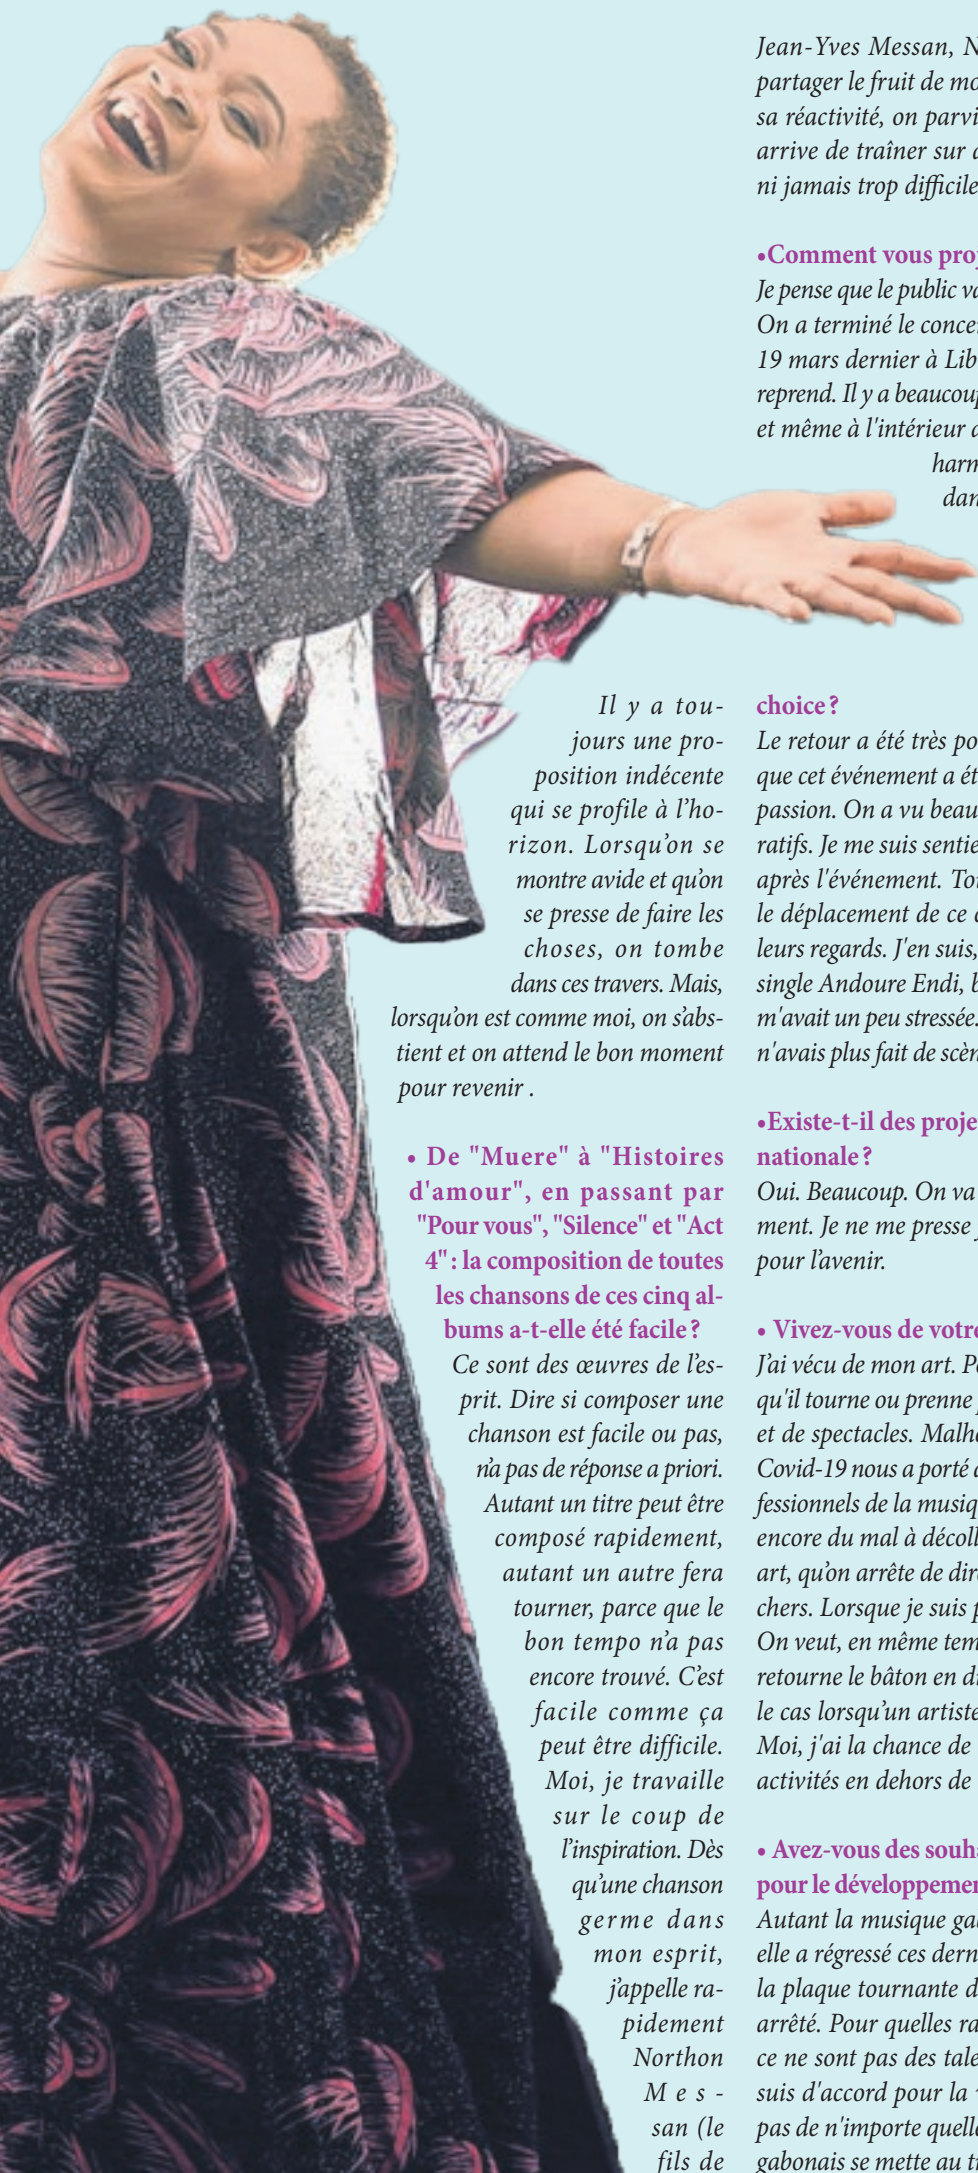 Il y a tou-
jours une pro-
position indécente
qui se profile à l’ho-
rizon. Lorsqu’on se
montre avide et qu’on
se presse de faire les
choses, on tombe
dans ces travers. Mais,
lorsqu’on est comme moi, on s’abs-
tient et on attend le bon moment
pour revenir .
• De "Muere" à "Histoires
d'amour", en passant par
"Pour vous", "Silence" et "Act
4" : la composition de toutes
les chansons de ces cinq al-
bums a-t-elle été facile ?
Ce sont des œuvres de l’es-
prit. Dire si composer une
chanson est facile ou pas,
n’a pas de réponse a priori.
Autant un titre peut être
composé rapidement,
autant un autre fera
tourner, parce que le
bon tempo n’a pas
encore trouvé. C’est
facile comme ça
peut être difficile.
Moi, je travaille
sur le coup de
l’inspiration. Dès
qu’une chanson
germe dans
mon esprit,
j’appelle ra-
pidement
Northon
Mes-
san (le
fils de
Jean-Yves Messan, N
partager le fruit de mo
sa réactivité, on parvi
arrive de traîner sur
ni jamais trop difficile
•Comment vous pro
Je pense que le public va
On a terminé le conce
19 mars dernier à Lib
reprend. Il y a beaucoup
et même à l'intérieur
harm
dan
choice ?
Le retour a été très po
que cet événement a ét
passion. On a vu beau
ratifs. Je me suis sentie
après l'événement. To
le déplacement de ce
leurs regards. J'en suis,
single Andoure Endi, b
m'avait un peu stressée.
n'avais plus fait de scèn
•Existe-t-il des proje
nationale ?
Oui. Beaucoup. On va
ment. Je ne me presse
pour l’avenir.
• Vivez-vous de votr
J’ai vécu de mon art. P
qu'il tourne ou prenne
et de spectacles. Malh
Covid-19 nous a porté
fessionnels de la musiq
encore du mal à décoll
art, qu’on arrête de dir
chers. Lorsque je suis p
On veut, en même tem
retourne le bâton en d
le cas lorsqu’un artiste
Moi, j'ai la chance de
activités en dehors de
• Avez-vous des souh
pour le développemen
Autant la musique ga
elle a régressé ces dern
la plaque tournante d
arrêté. Pour quelles ra
ce ne sont pas des tale
suis d'accord pour la
pas de n'importe quelle
gabonais se mette au t